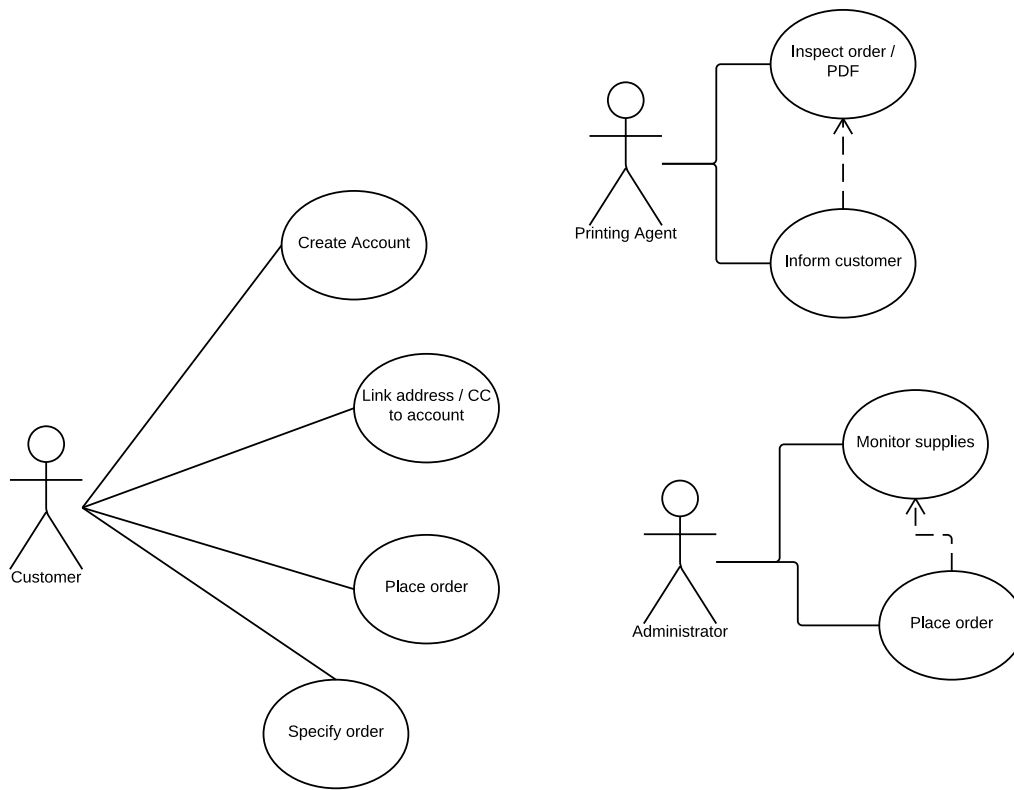 Inspect order /
PDF
Printing Agent
Inform customer
Create Account
Link address / CC
to account
Customer
Place order
Specify order
Monitor supplies
Administrator
Place order